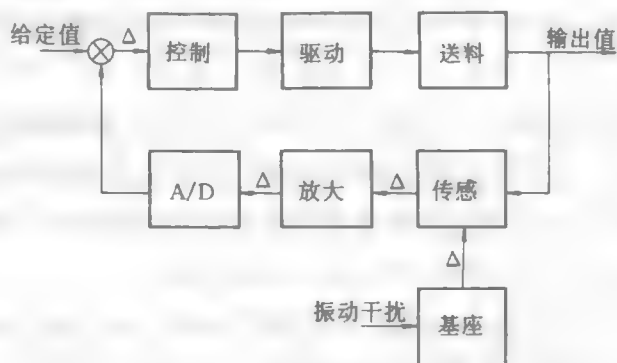 给定值
Δ
控制
驱动
送料
输出值
A/D
Δ
放大
Δ
传感
Δ
振动干扰
基座